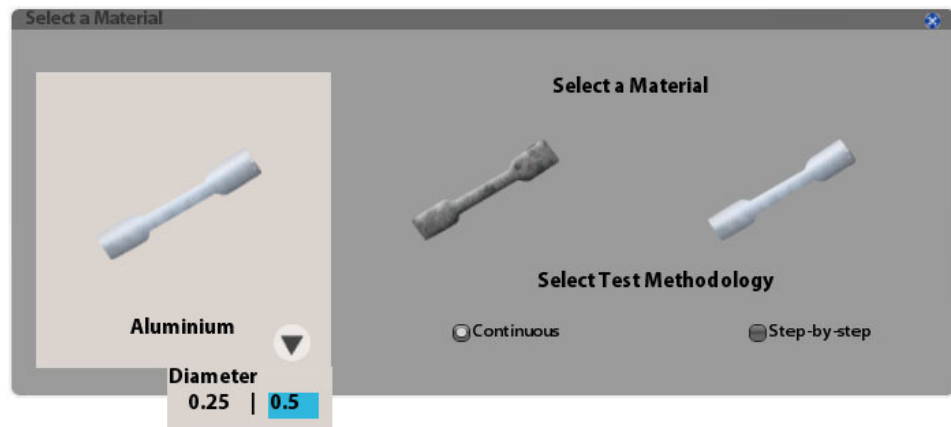 Select a Material
Select a Material
Select Test Methodology
Aluminium
Continuous
Step-by-step
Diameter
0.25 | 0.5